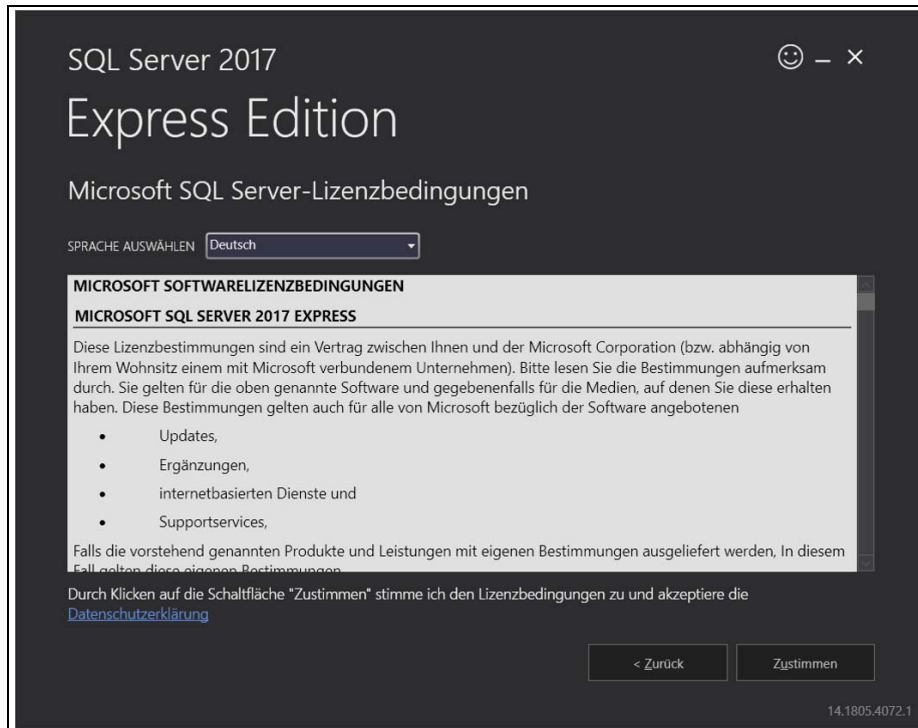 SQL Server 2017
Express Edition
Microsoft SQL Server-Lizenzbedingungen
SPRACHE AUSWÄHLEN Deutsch
MICROSOFT SOFTWARELIZENZBEDINGUNGEN
MICROSOFT SQL SERVER 2017 EXPRESS
Diese Lizenzbestimmungen sind ein Vertrag zwischen Ihnen und der Microsoft Corporation (bzw. abhängig von
Ihrem Wohnsitz einem mit Microsoft verbundenem Unternehmen). Bitte lesen Sie die Bestimmungen aufmerksam
durch. Sie gelten für die oben genannte Software und gegebenenfalls für die Medien, auf denen Sie diese erhalten
haben. Diese Bestimmungen gelten auch für alle von Microsoft bezüglich der Software angebotenen
• Updates,
• Ergänzungen,
• internetbasierten Dienste und
• Supportservices,
Falls die vorstehend genannten Produkte und Leistungen mit eigenen Bestimmungen ausgeliefert werden, In diesem
Fall gelten diese eigenen Bestimmungen
Durch Klicken auf die Schaltfläche "Zustimmen" stimme ich den Lizenzbedingungen zu und akzeptiere die
Datenschutzerklärung
< Zurück
Zustimmen
14.1805.4072.1